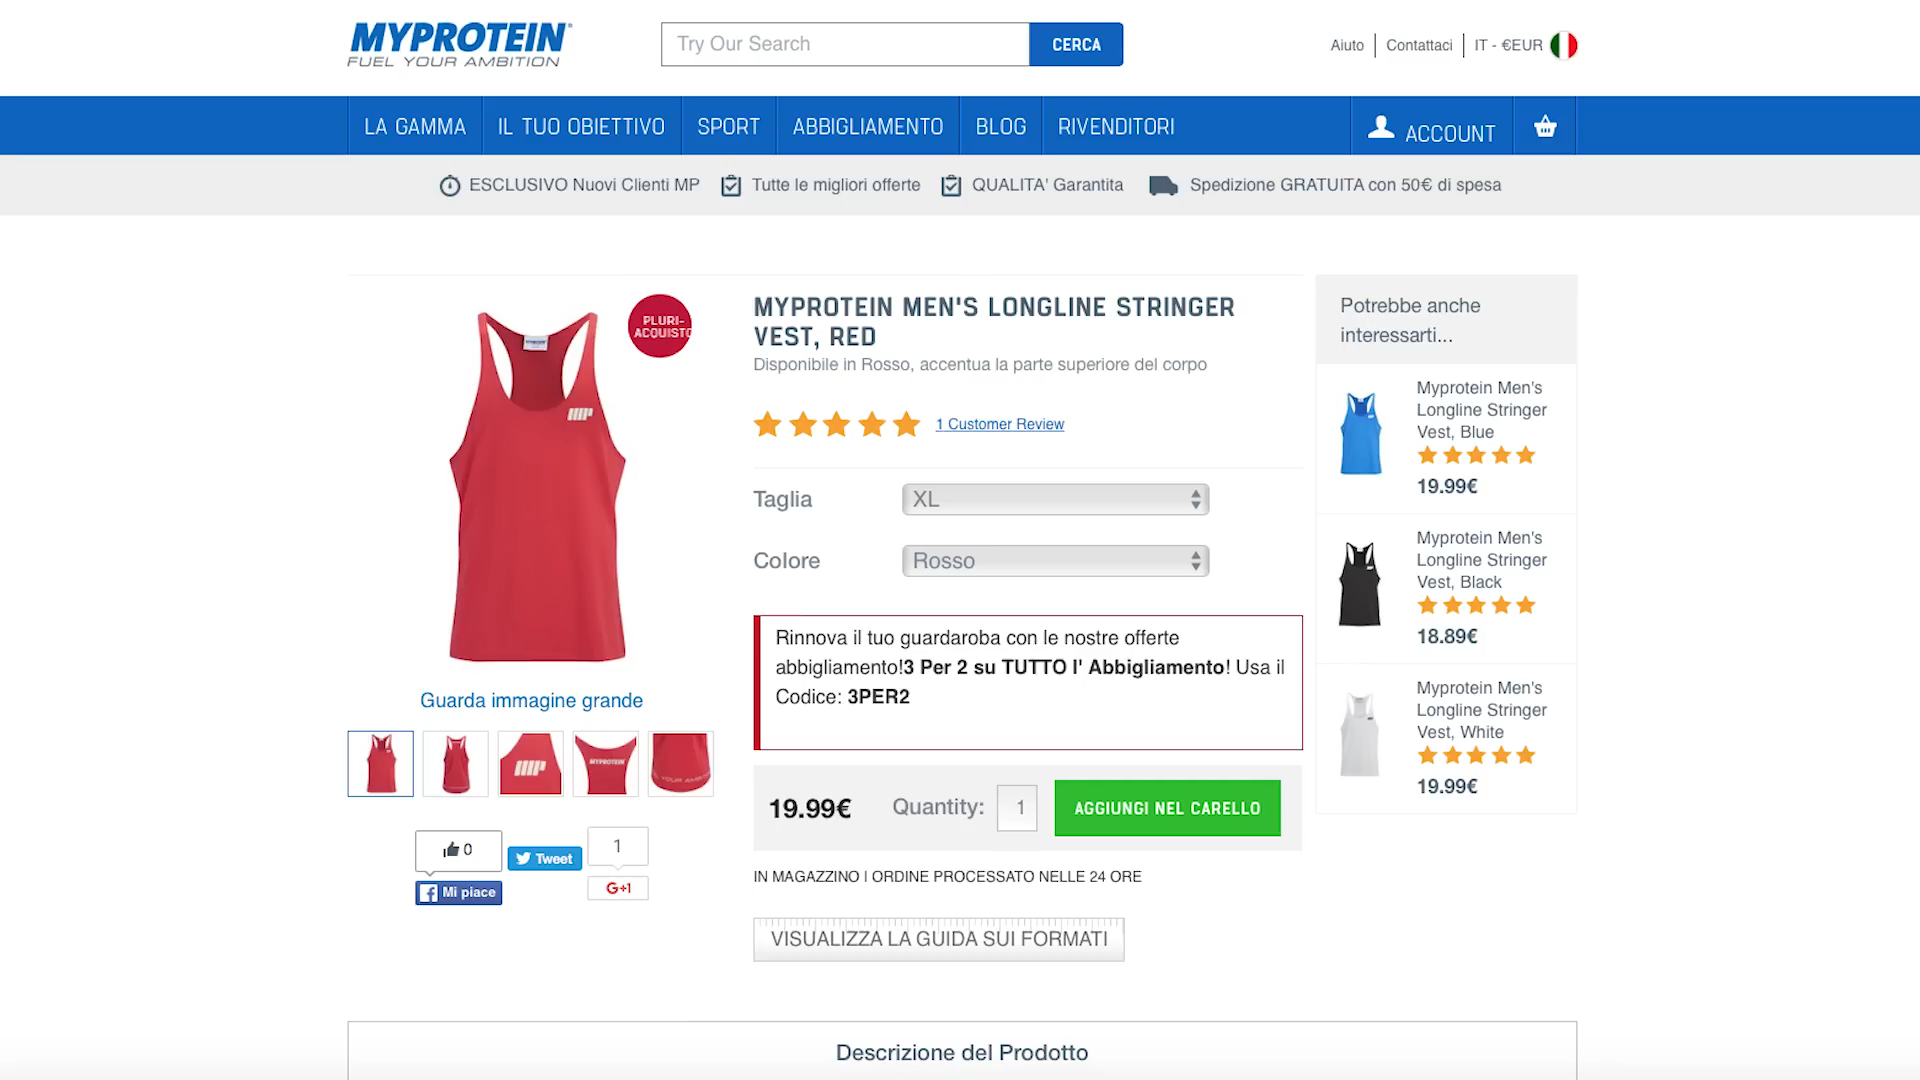 MYPROTEIN
FUEL YOUR AMBITION
Try Our Search
CERCA
Aiuto
Contattaci
IT - €EUR
LA GAMMA
IL TUO OBIETTIVO
SPORT
ABBIGLIAMENTO
BLOG
RIVENDITORI
ACCOUNT
ESCLUSIVO Nuovi Clienti MP
Tutte le migliori offerte
QUALITA' Garantita
Spedizione GRATUITA con 50€ di spesa
PLURI-
ACQUISTO
Guarda immagine grande
MYPROTEIN
0
Mi piace
Tweet
1
G+1
MYPROTEIN MEN'S LONGLINE STRINGER
VEST, RED
Disponibile in Rosso, accentua la parte superiore del corpo
1 Customer Review
Taglia
XL
Colore
Rosso
Rinnova il tuo guardaroba con le nostre offerte
abbigliamento!3 Per 2 su TUTTO l' Abbigliamento! Usa il
Codice: 3PER2
19.99€
Quantity:
1
AGGIUNGI NEL CARELLO
IN MAGAZZINO | ORDINE PROCESSATO NELLE 24 ORE
VISUALIZZA LA GUIDA SUI FORMATI
Potrebbe anche
interessarti...
Myprotein Men's
Longline Stringer
Vest, Blue
19.99€
Myprotein Men's
Longline Stringer
Vest, Black
18.89€
Myprotein Men's
Longline Stringer
Vest, White
19.99€
Descrizione del Prodotto